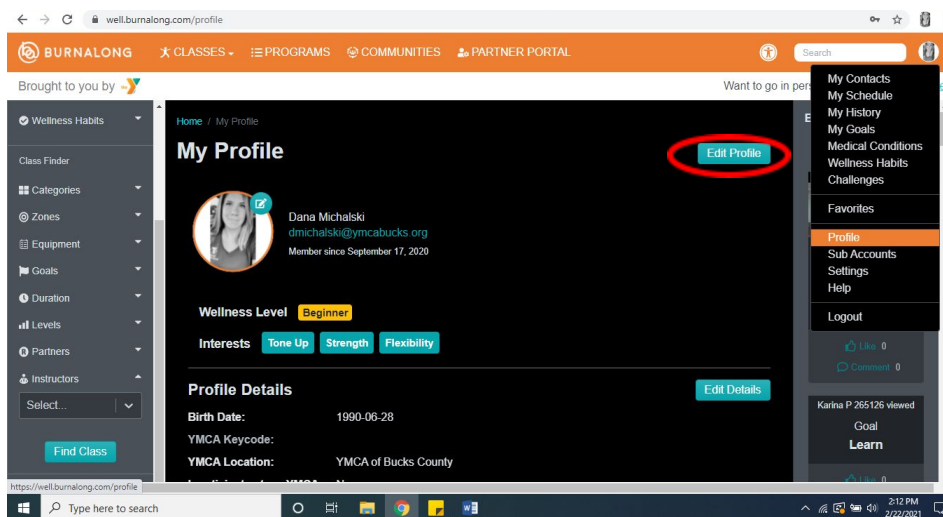 well.burnalong.com/profile
BURNALONG
CLASSES
PROGRAMS
COMMUNITIES
PARTNER PORTAL
Search
Brought to you by
Want to go in per
Wellness Habits
Class Finder
Categories
Zones
Equipment
Goals
Duration
Levels
Partners
Instructors
Select...
Find Class
https://well.burnalong.com/profile
Home / My Profile
My Profile
Edit Profile
Dana Michalski
dmichalski@ymcabucks.org
Member since September 17, 2020
Wellness Level Beginner
Interests Tone Up Strength Flexibility
Profile Details
Edit Details
Birth Date: 1990-06-28
YMCA Keycode:
YMCA Location: YMCA of Bucks County
My Contacts
My Schedule
My History
My Goals
Medical Conditions
Wellness Habits
Challenges
Favorites
Profile
Sub Accounts
Settings
Help
Logout
Like 0
Comment 0
Karina P 265126 viewed
Goal
Learn
Like 0
Type here to search
2:12 PM
2/22/2021